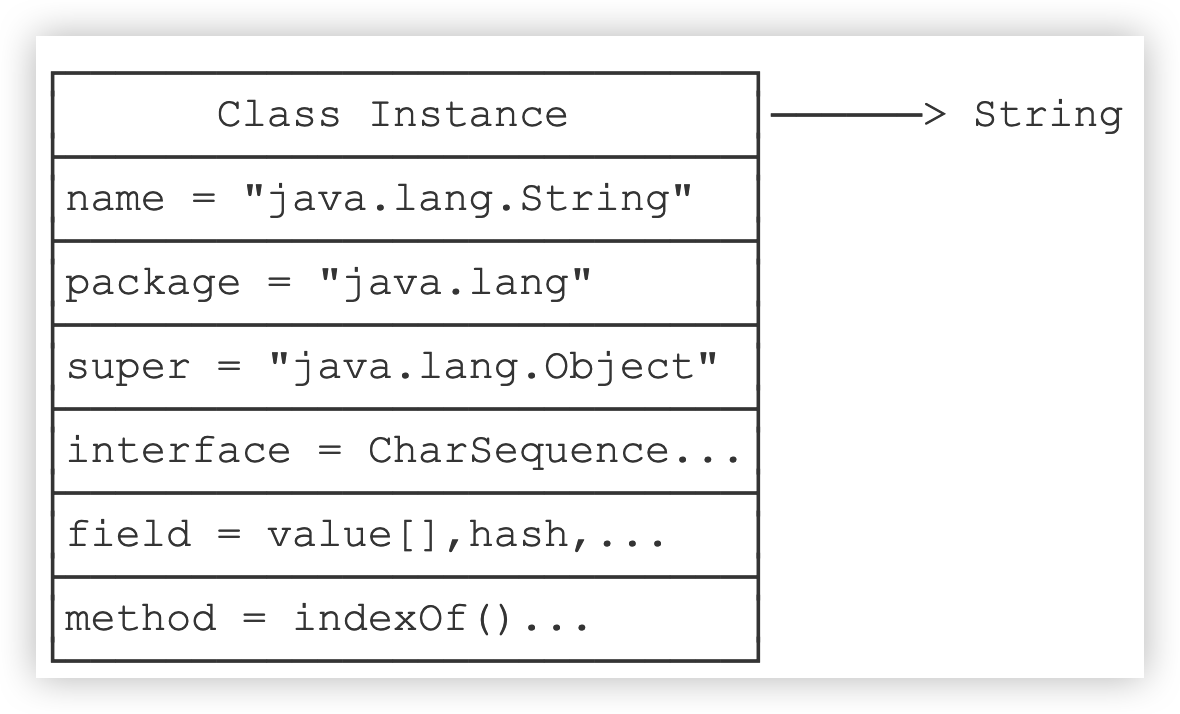 Class Instance ———> String
name = "java.lang.String"
package = "java.lang"
super = "java.lang.Object"
interface = CharSequence...
field = value[],hash,...
method = indexOf()...